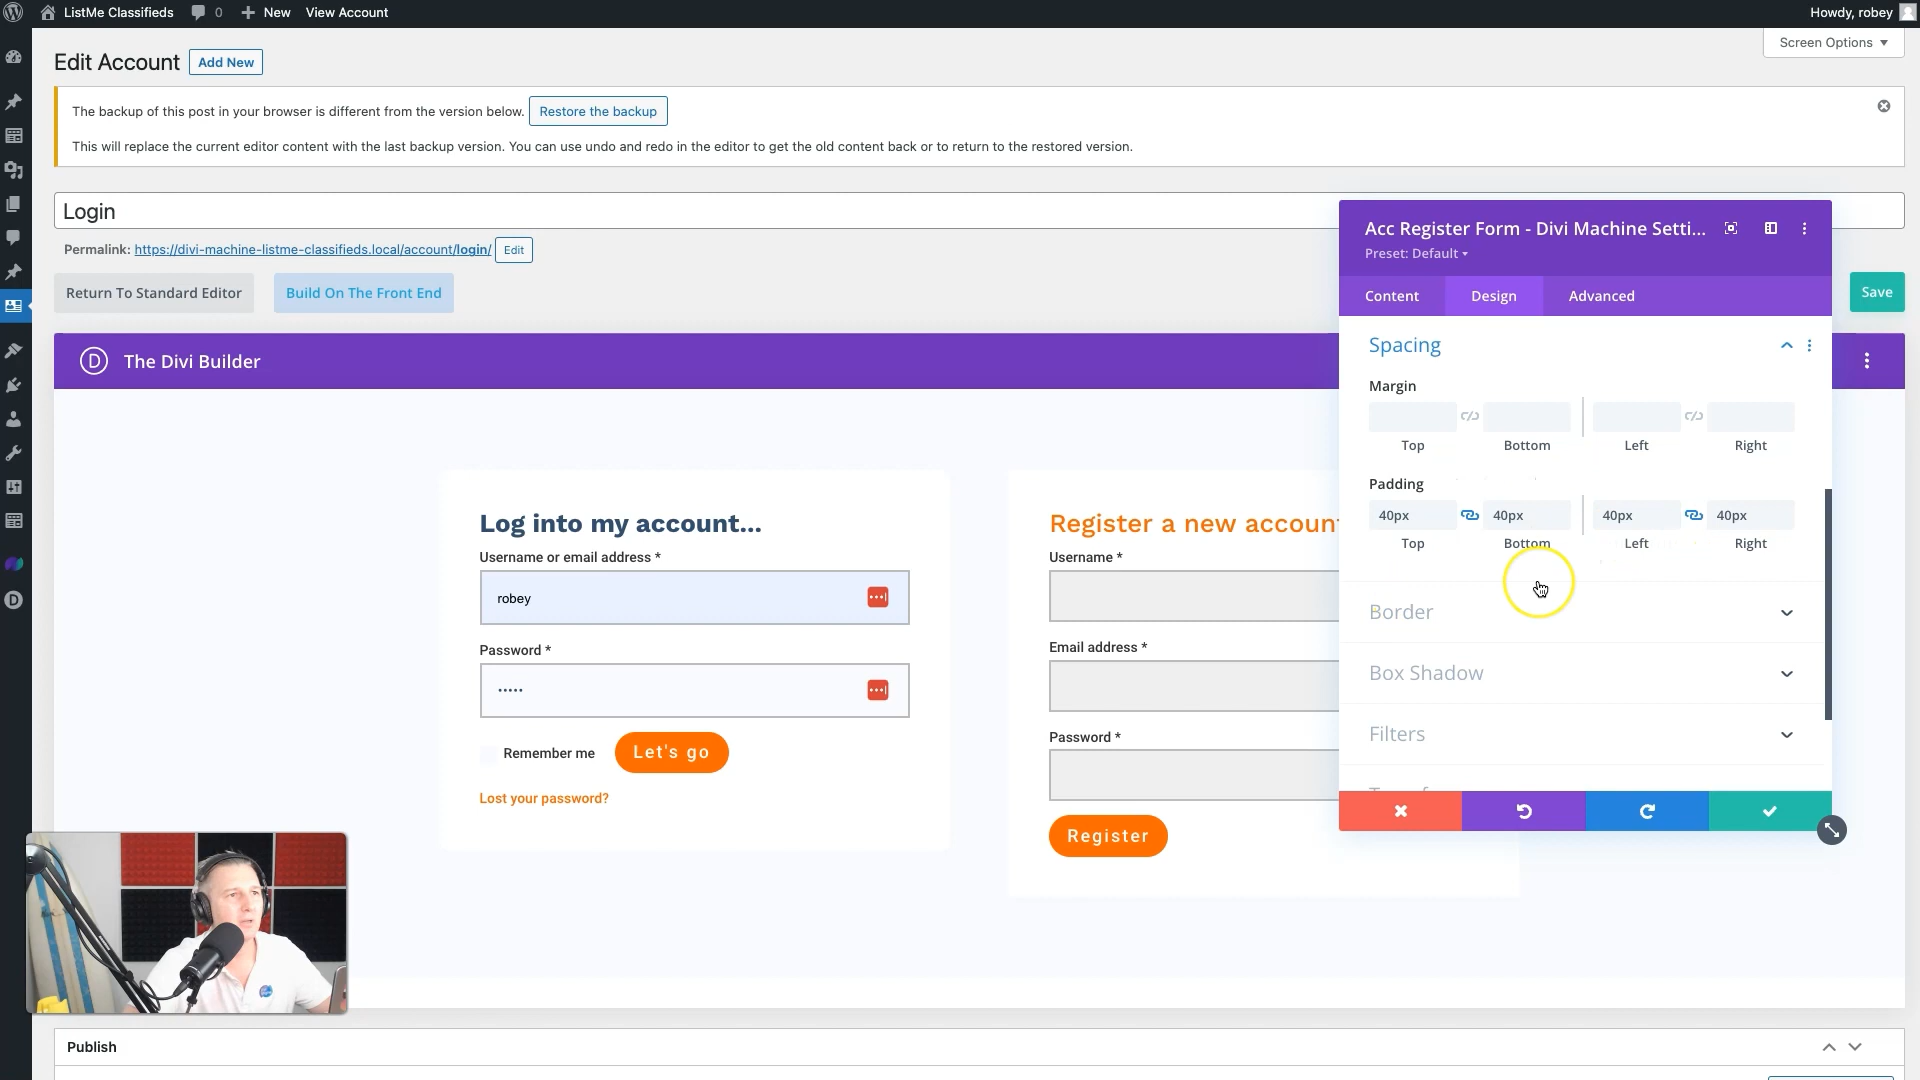 ListMe Classifieds
0
New
View Account
Howdy, robey
Screen Options
Edit Account
Add New
The backup of this post in your browser is different from the version below.
Restore the backup
This will replace the current editor content with the last backup version. You can use undo and redo in the editor to get the old content back or to return to the restored version.
Login
Permalink: https://divi-machine-listme-classifieds.local/account/login/
Edit
Return To Standard Editor
Build On The Front End
Save
D
The Divi Builder
Log into my account...
Username or email address *
robey
Password *
•••••
Remember me
Let's go
Lost your password?
Register a new accoun
Username *
Email address *
Password *
Register
Acc Register Form - Divi Machine Setti...
Preset: Default
Content
Design
Advanced
Spacing
Margin
Top
Bottom
Left
Right
Padding
40px
40px
40px
40px
Top
Bottom
Left
Right
Border
Box Shadow
Filters
Publish